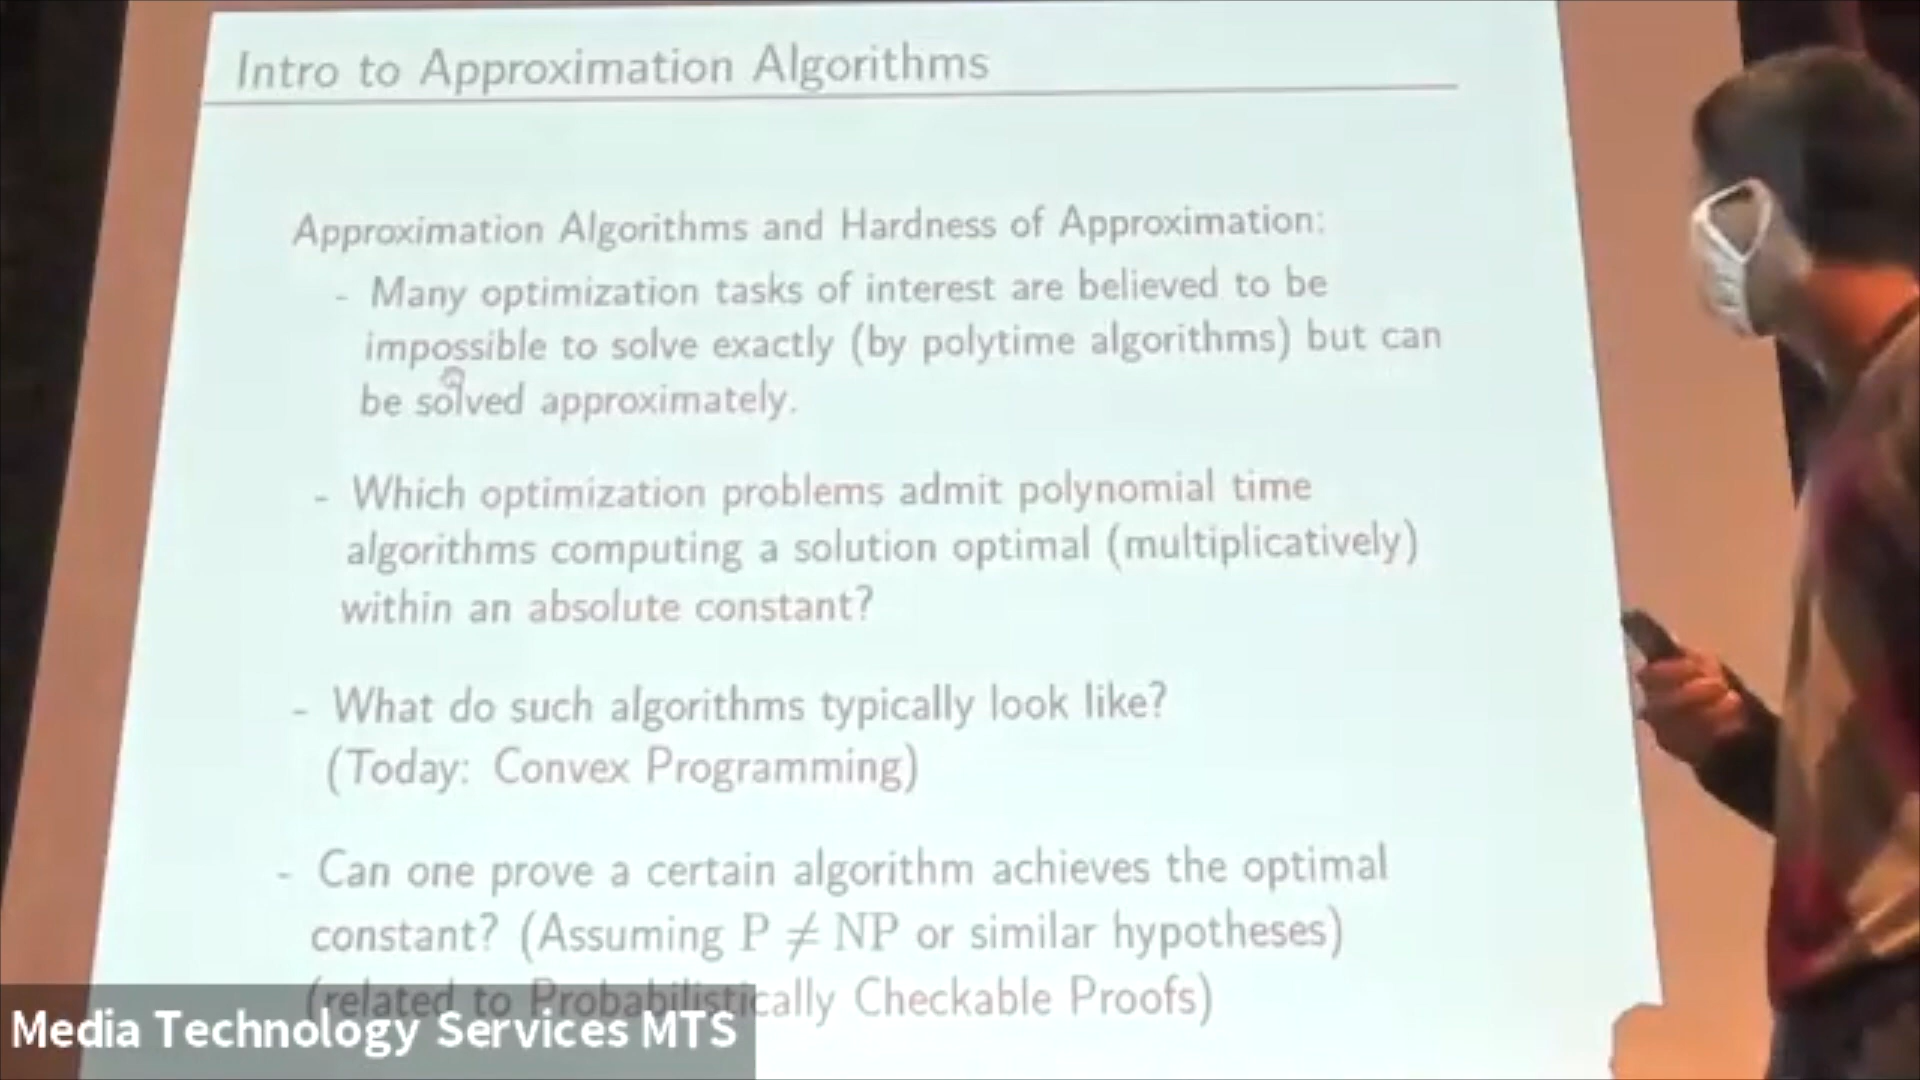 Intro to Approximation Algorithms
Approximation Algorithms and Hardness of Approximation:
- Many optimization tasks of interest are believed to be
impossible to solve exactly (by polytime algorithms) but can
be solved approximately.
- Which optimization problems admit polynomial time
algorithms computing a solution optimal (multiplicatively)
within an absolute constant?
- What do such algorithms typically look like?
(Today: Convex Programming)
- Can one prove a certain algorithm achieves the optimal
constant? (Assuming P ≠ NP or similar hypotheses)
(related to Probabilistically Checkable Proofs)
Media Technology Services MTS